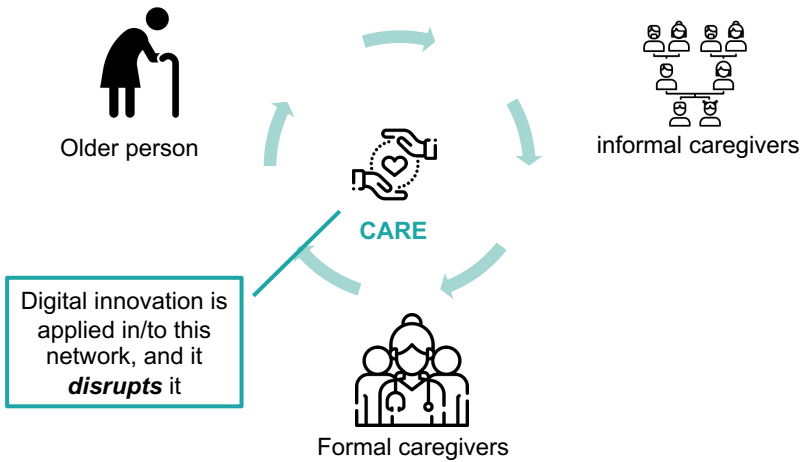 Older person
informal caregivers
CARE
Digital innovation is
applied in/to this
network, and it
disrupts it
Formal caregivers